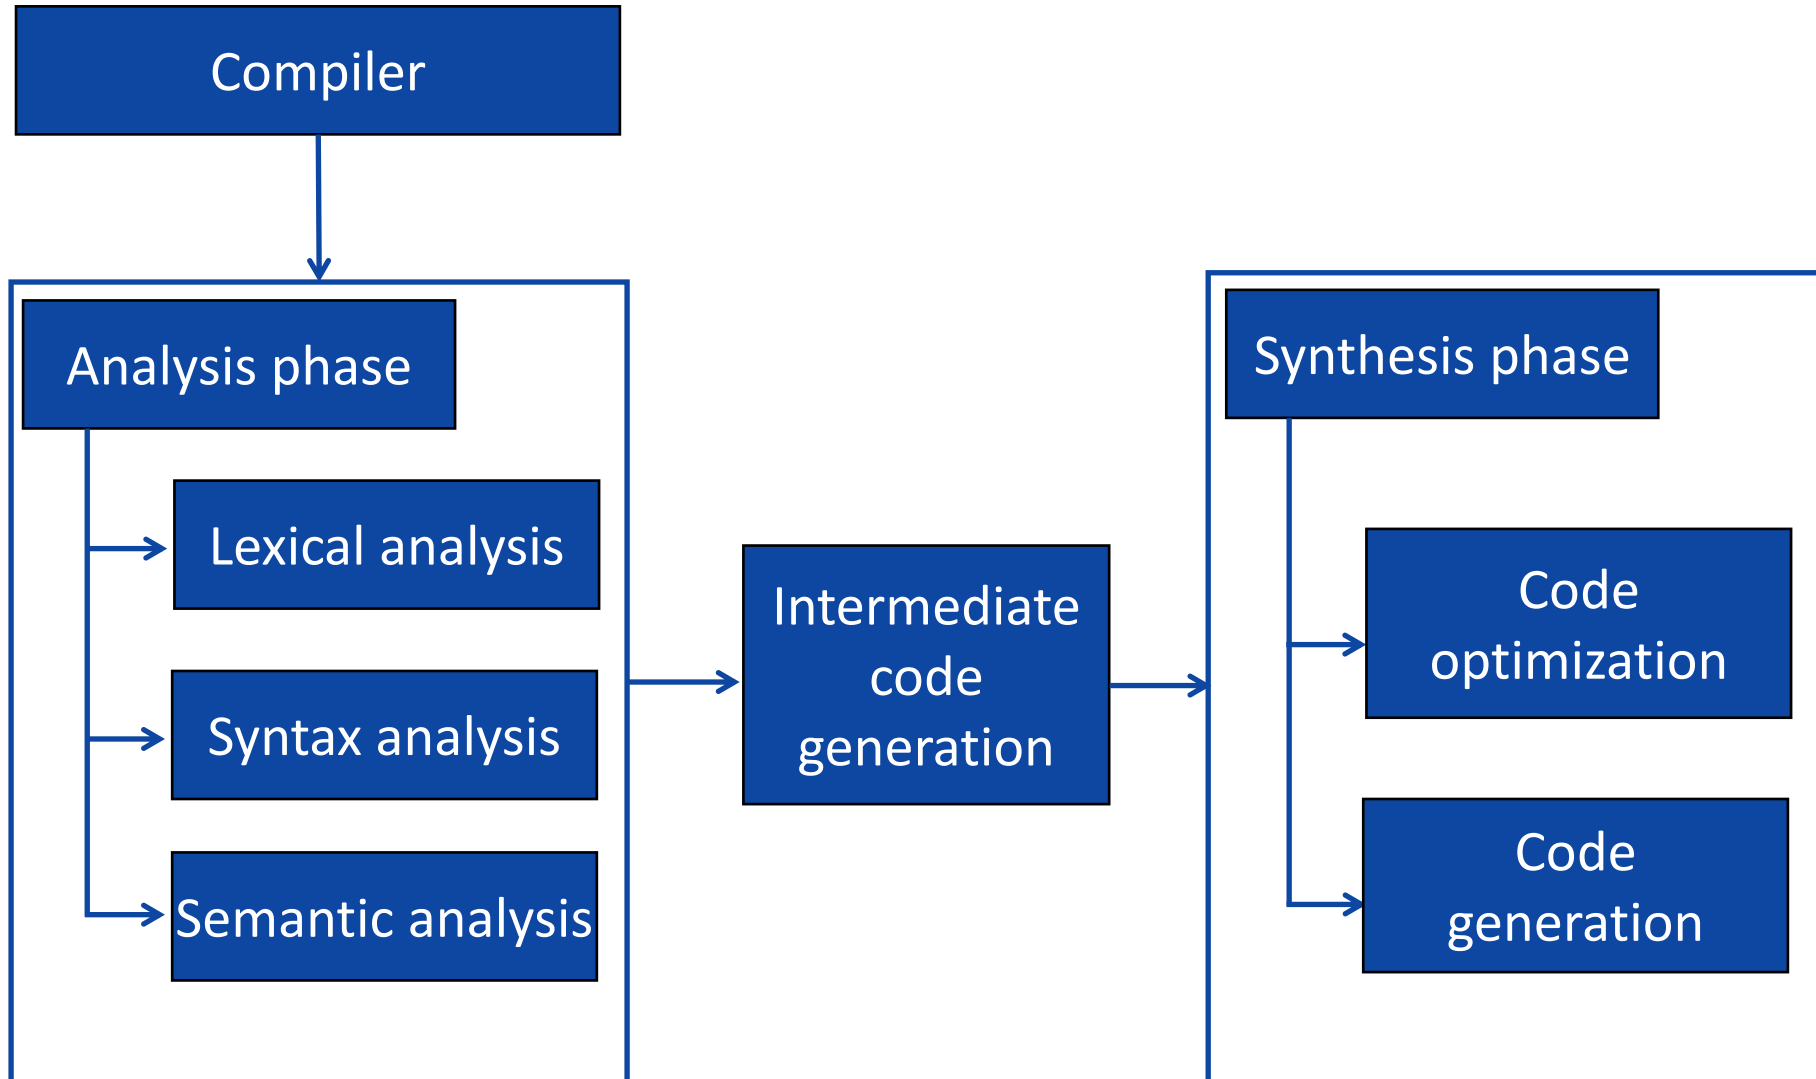 Compiler
Analysis phase
Lexical analysis
Syntax analysis
Semantic analysis
Intermediate
code
generation
Synthesis phase
Code
optimization
Code
generation